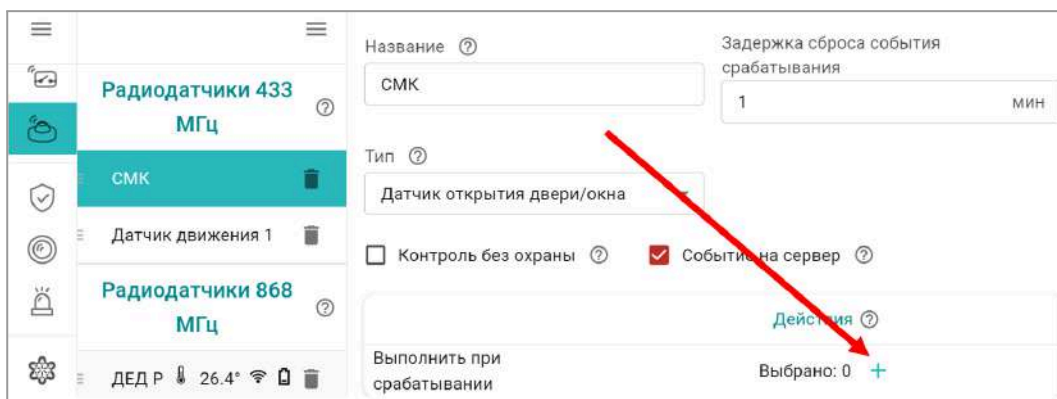 Радиодатчики 433
МГц
СМК
Датчик движения 1
Радиодатчики 868
МГц
ДЕД Р 26.4°
Название
СМК
Задержка сброса события
срабатывания
1 мин
Тип
Датчик открытия двери/окна
Контроль без охраны
Событие на сервер
Действия
Выполнить при
срабатывании
Выбрано: 0 +